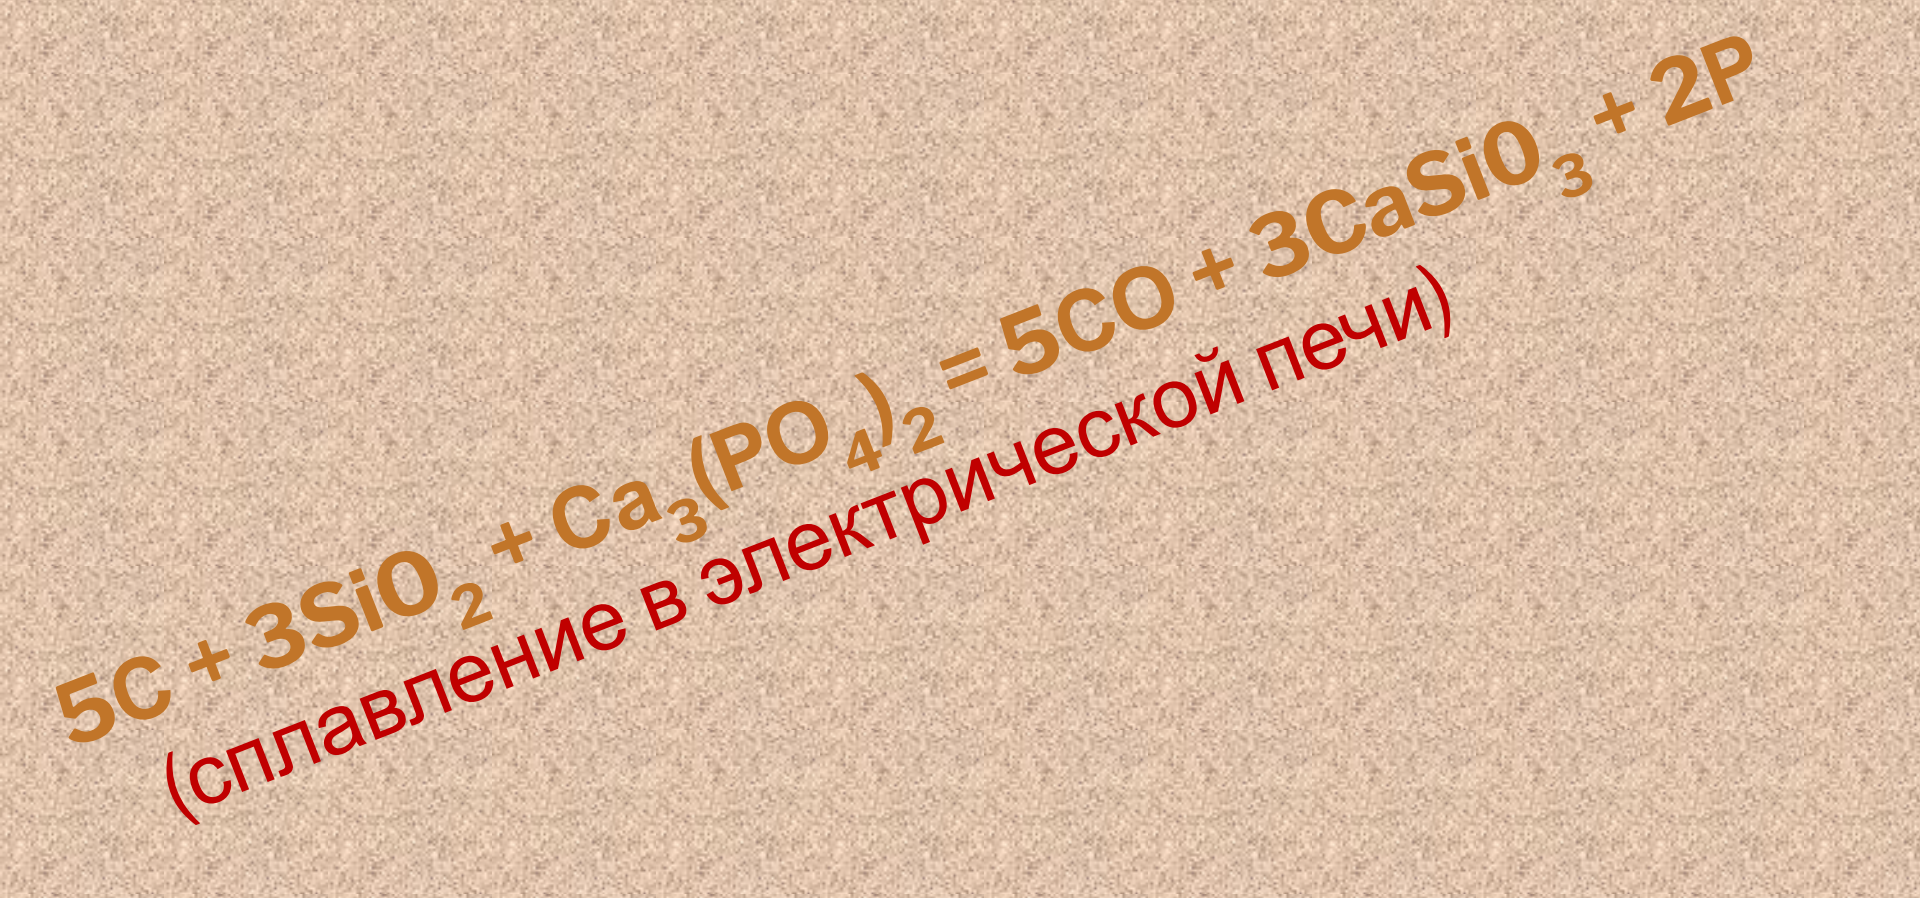 5C + 3SiO₂ + Ca₃(PO₄)₂ = 5CO + 3CaSiO₃ + 2P
(сплавление в электрической печи)